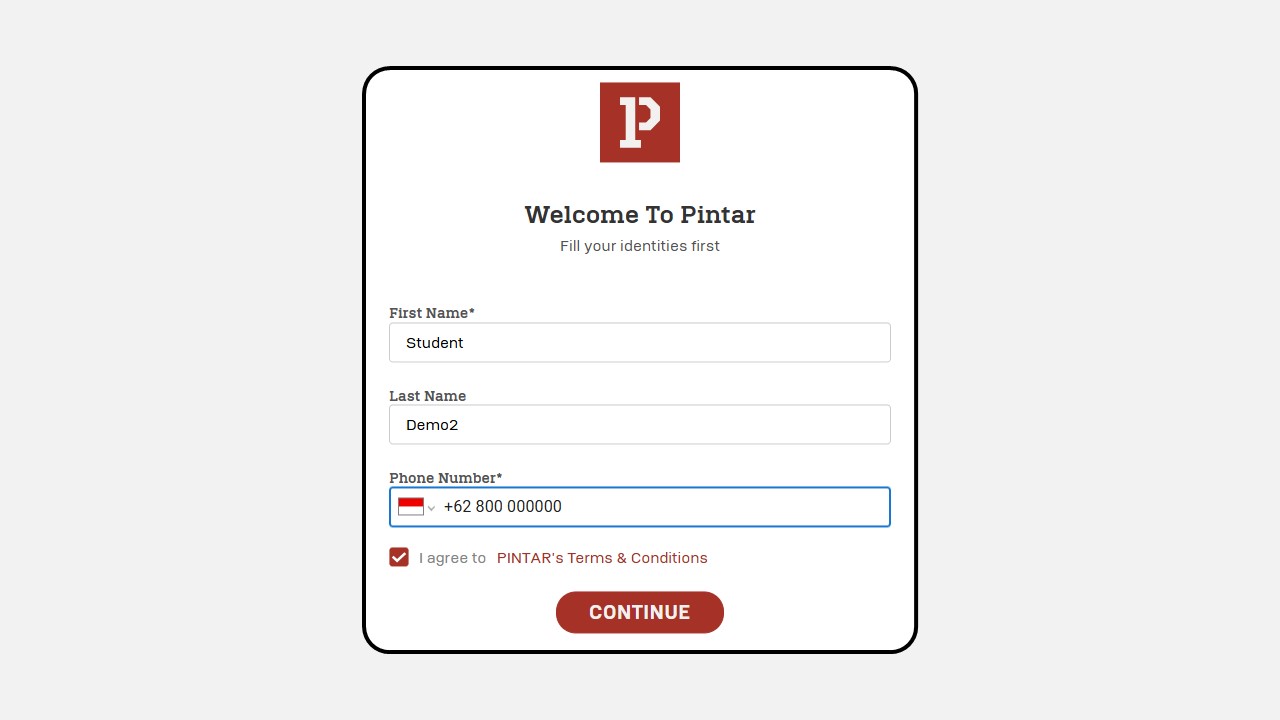 P
Welcome To Pintar
Fill your identities first
First Name*
Student
Last Name
Demo2
Phone Number*
+62 800 000000
I agree to PINTAR's Terms & Conditions
CONTINUE